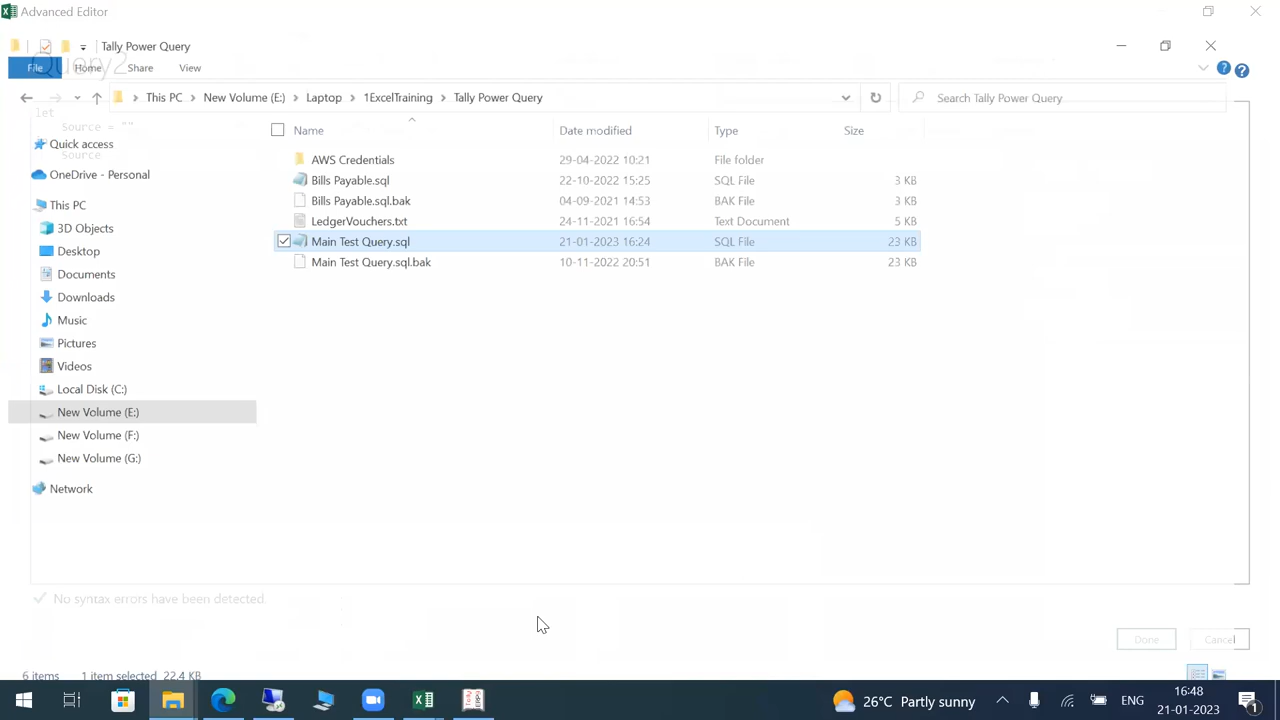 Advanced Editor
Tally Power Query
Query2
File Home Share View
This PC New Volume (E:) Laptop 1ExcelTraining Tally Power Query
Search Tally Power Query
let
Source = ""
Source
Name Date modified Type Size
Quick access
OneDrive - Personal
This PC
3D Objects
Desktop
Documents
Downloads
Music
Pictures
Videos
Local Disk (C:)
New Volume (E:)
New Volume (F:)
New Volume (G:)
Network
AWS Credentials 29-04-2022 10:21 File folder
Bills Payable.sql 22-10-2022 15:25 SQL File 3 KB
Bills Payable.sql.bak 04-09-2021 14:53 BAK File 3 KB
LedgerVouchers.txt 24-11-2021 16:54 Text Document 5 KB
Main Test Query.sql 21-01-2023 16:24 SQL File 23 KB
Main Test Query.sql.bak 10-11-2022 20:51 BAK File 23 KB
No syntax errors have been detected.
Done Cancel
6 items 1 item selected 22.4 KB
26°C Partly sunny ENG 16:48
21-01-2023
1